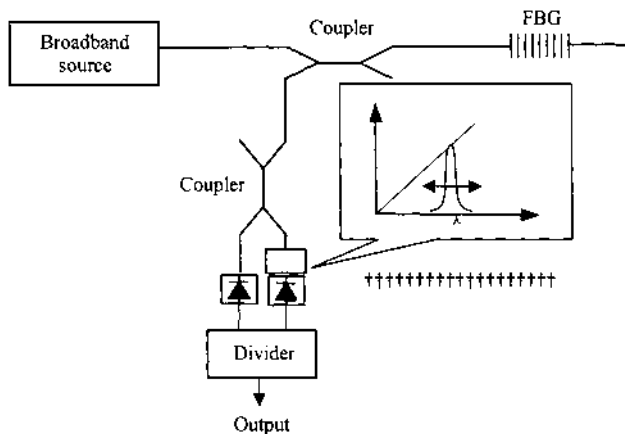 Broadband
source
Coupler
FBG
Coupler
λ
Divider
Output